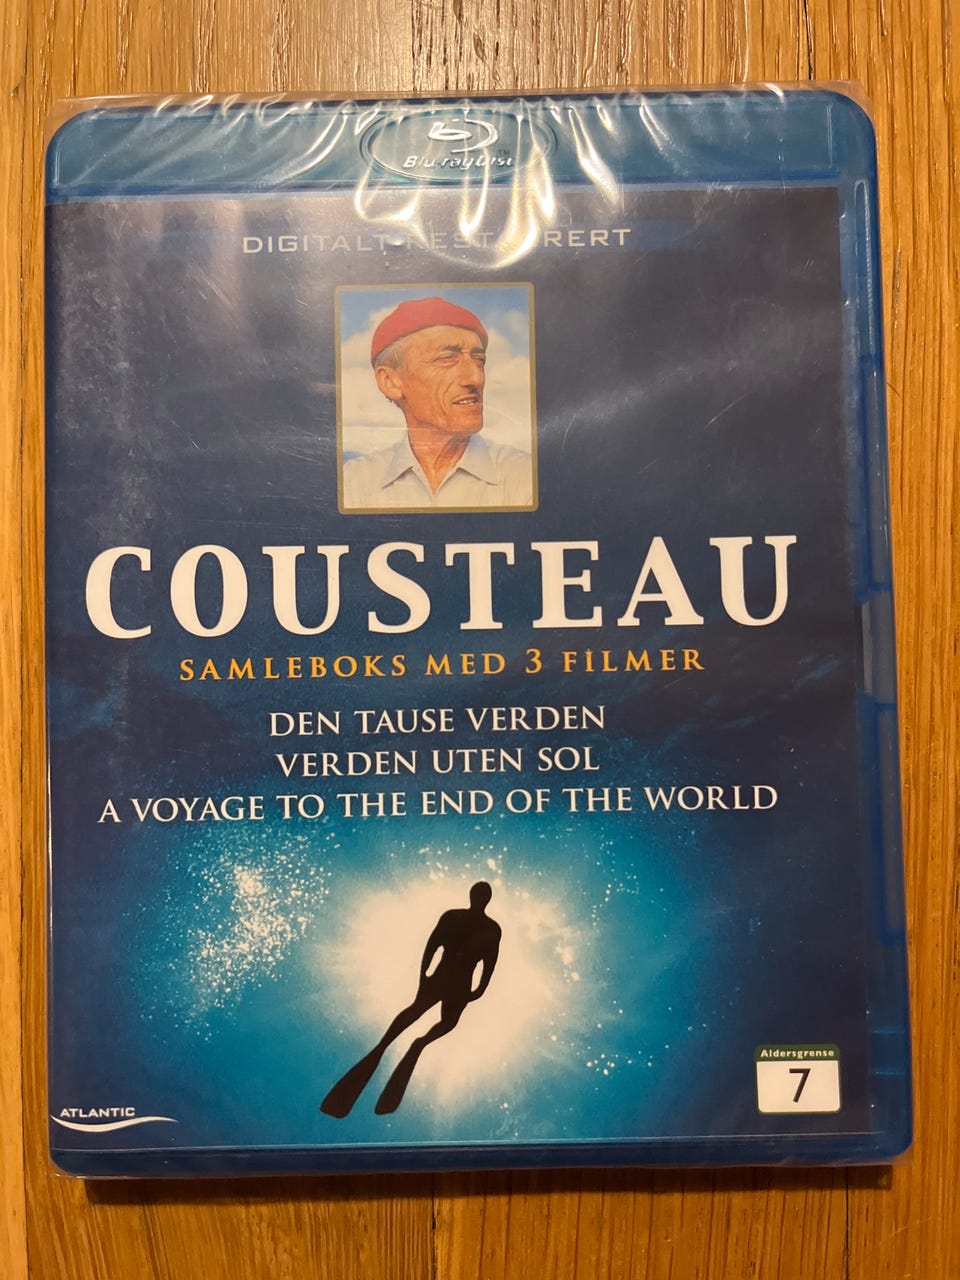 Blu-ray Disc™
DIGITALT RESTAURERT
COUSTEAU
SAMLEBOKS MED 3 FILMER
DEN TAUSE VERDEN
VERDEN UTEN SOL
A VOYAGE TO THE END OF THE WORLD
Aldersgrense
7
ATLANTIC